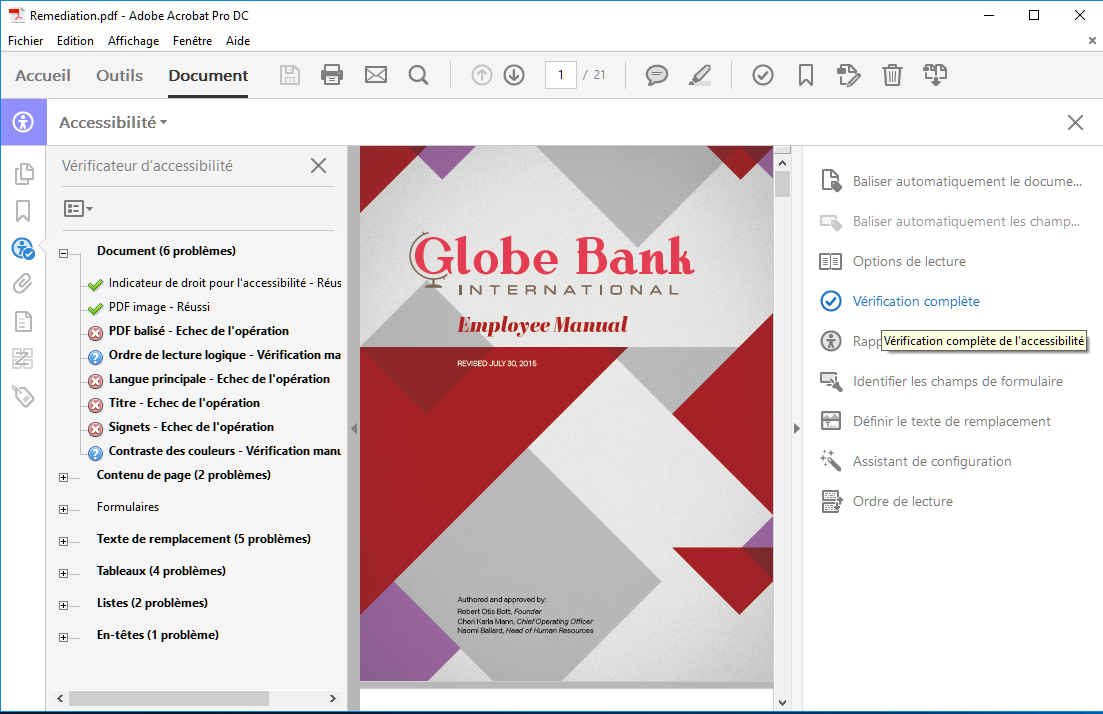 Remediation.pdf - Adobe Acrobat Pro DC
Fichier Edition Affichage Fenêtre Aide
Accueil Outils Document 1 / 21
Accessibilité
Vérificateur d'accessibilité
Document (6 problèmes)
Indicateur de droit pour l'accessibilité - Réus
PDF image - Réussi
PDF balisé - Echec de l'opération
Ordre de lecture logique - Vérification ma
Langue principale - Echec de l'opération
Titre - Echec de l'opération
Signets - Echec de l'opération
Contraste des couleurs - Vérification manu
Contenu de page (2 problèmes)
Formulaires
Texte de remplacement (5 problèmes)
Tableaux (4 problèmes)
Listes (2 problèmes)
En-têtes (1 problème)
Globe Bank
INTERNATIONAL
Employee Manual
REVISED JULY 30, 2015
Authored and approved by:
Robert Otis Bott, Founder
Cheri Karla Mann, Chief Operating Officer
Naomi Ballard, Head of Human Resources
Baliser automatiquement le docume...
Baliser automatiquement les champ...
Options de lecture
Vérification complète
Rapp
Vérification complète de l'accessibilité
Identifier les champs de formulaire
Définir le texte de remplacement
Assistant de configuration
Ordre de lecture